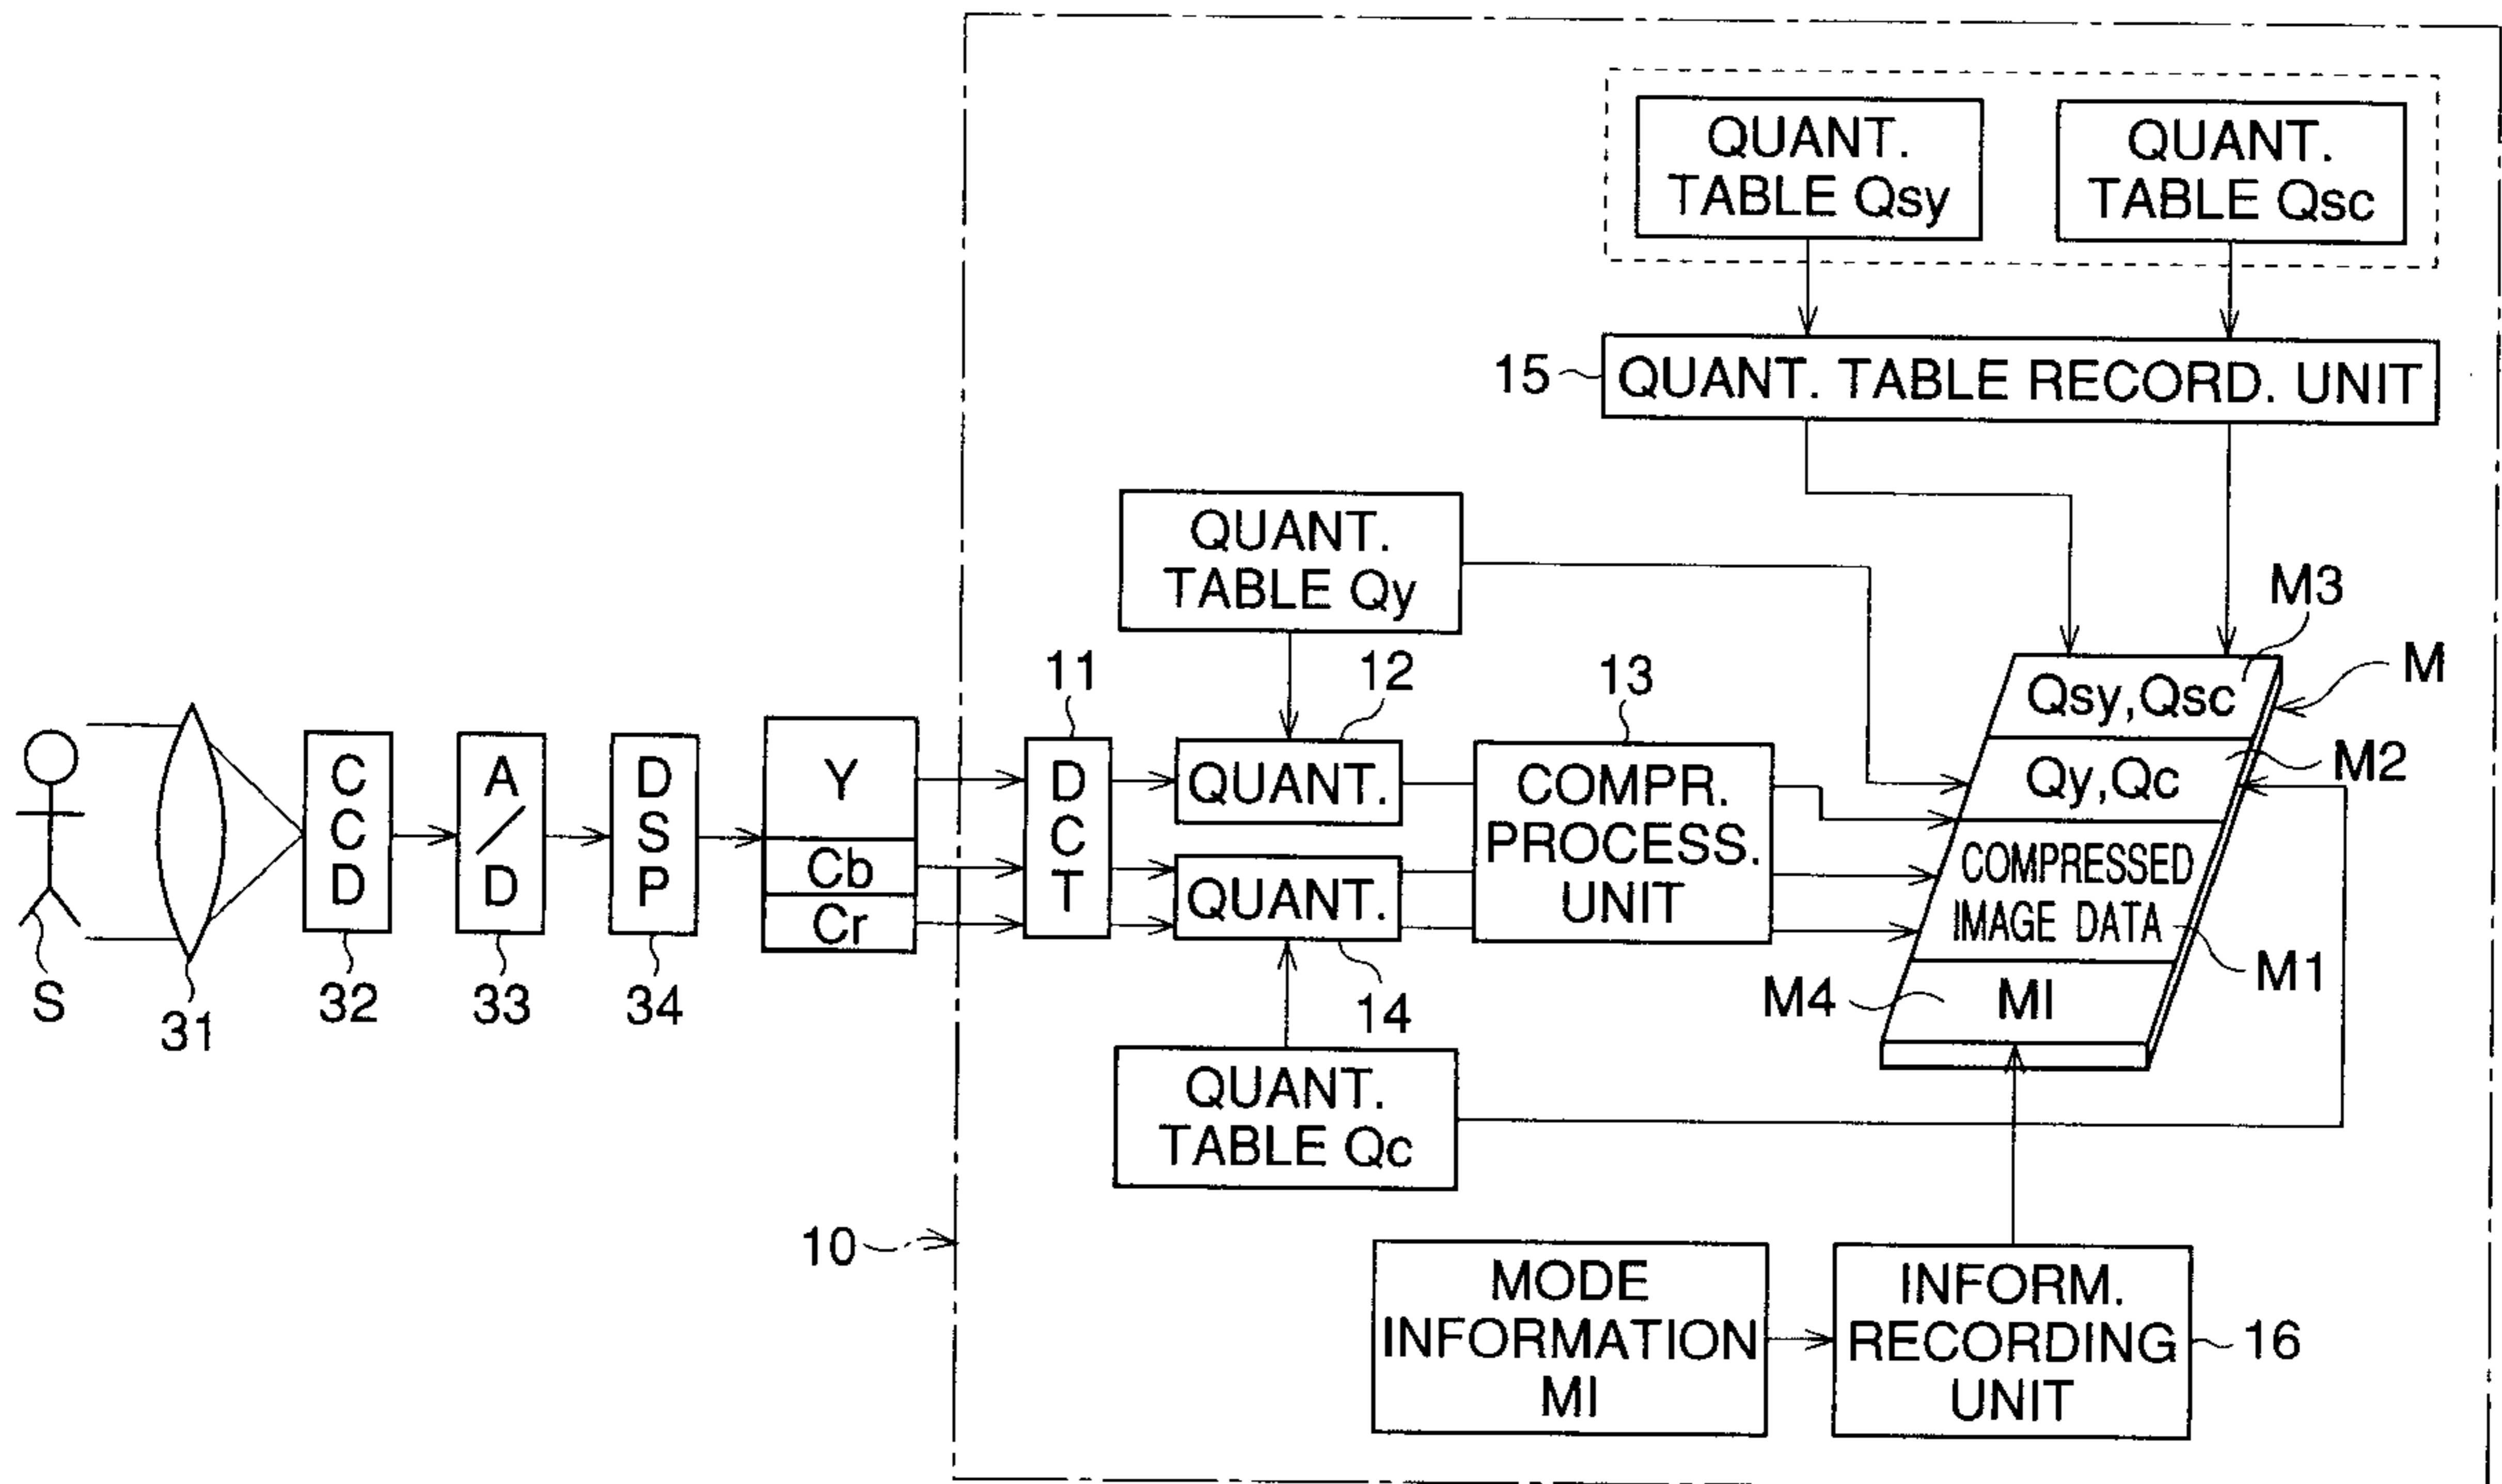 QUANT.
TABLE Qsy
QUANT.
TABLE Qsc
15
QUANT. TABLE RECORD. UNIT
QUANT.
TABLE Qy
M3
M
M2
11
12
13
Qsy,Qsc
Qy,Qc
COMPRESSED
IMAGE DATA
MI
M1
M4
C
C
D
A
/
D
D
S
P
Y
Cb
Cr
D
C
T
QUANT.
QUANT.
COMPR.
PROCESS.
UNIT
S
31
32
33
34
14
QUANT.
TABLE Qc
10
MODE
INFORMATION
MI
INFORM.
RECORDING
UNIT
16